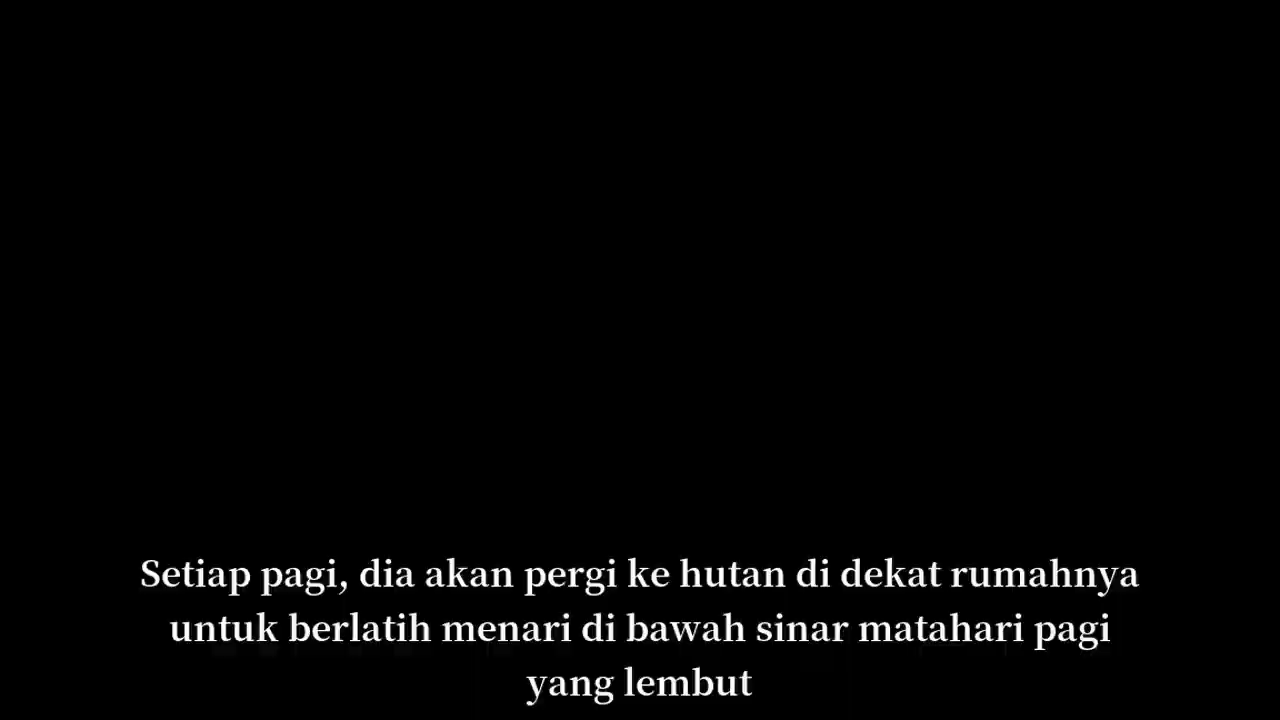 Setiap pagi, dia akan pergi ke hutan di dekat rumahnya
untuk berlatih menari di bawah sinar matahari pagi
yang lembut